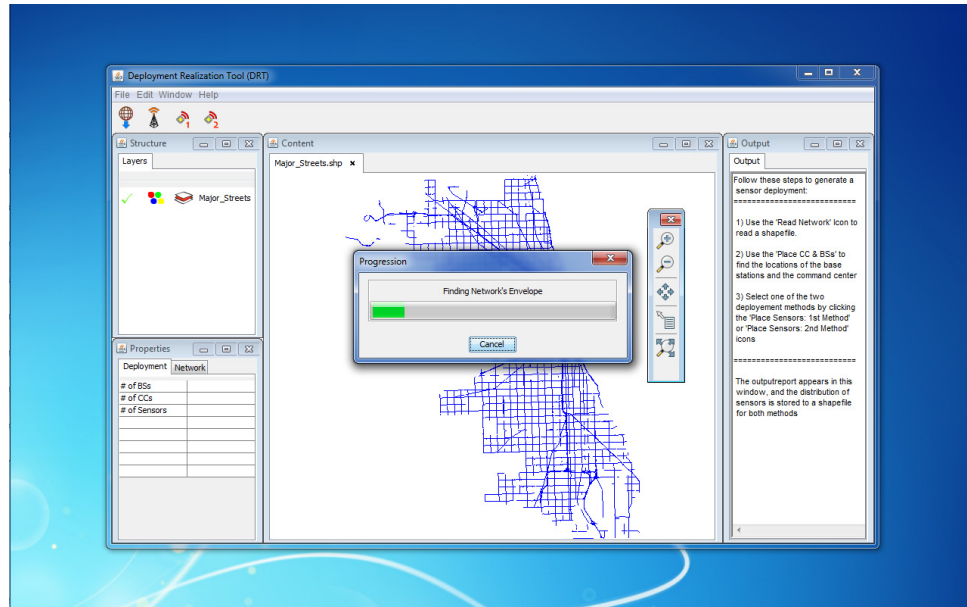 Deployment Realization Tool (DRT)
File Edit Window Help
1 2
Structure
Layers
Major_Streets
Properties
Deployment Network
# of BSs
# of CCs
# of Sensors
Content
Major_Streets.shp
Progression
Finding Network's Envelope
Cancel
Output
Output
Follow these steps to generate a
sensor deployment:
===========================
1) Use the 'Read Network' Icon to
read a shapefile.
2) Use the 'Place CC & BSs' to
find the locations of the base
stations and the command center
3) Select one of the two
deployement methods by clicking
the 'Place Sensors: 1st Method'
or 'Place Sensors: 2nd Method'
icons
===========================
The outputreport appears in this
window, and the distribution of
sensors is stored to a shapefile
for both methods